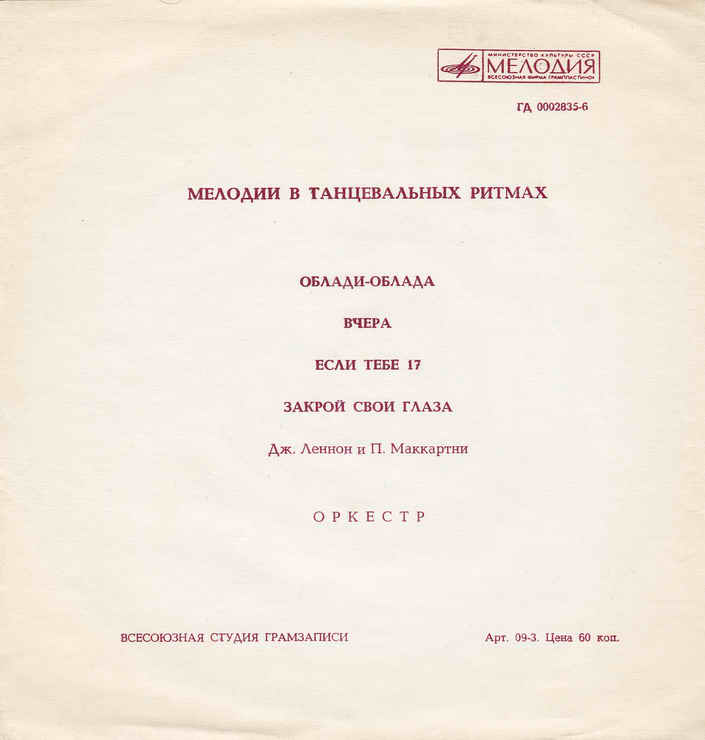 МИНИСТЕРСТВО КУЛЬТУРЫ СССР
МЕЛОДИЯ
ВСЕСОЮЗНАЯ ФИРМА ГРАМПЛАСТИНОК
ГД 0002835-6
МЕЛОДИИ В ТАНЦЕВАЛЬНЫХ РИТМАХ
ОБЛАДИ-ОБЛАДА
ВЧЕРА
ЕСЛИ ТЕБЕ 17
ЗАКРОЙ СВОИ ГЛАЗА
Дж. Леннон и П. Маккартни
ОРКЕСТР
ВСЕСОЮЗНАЯ СТУДИЯ ГРАМЗАПИСИ
Арт. 09-3. Цена 60 коп.